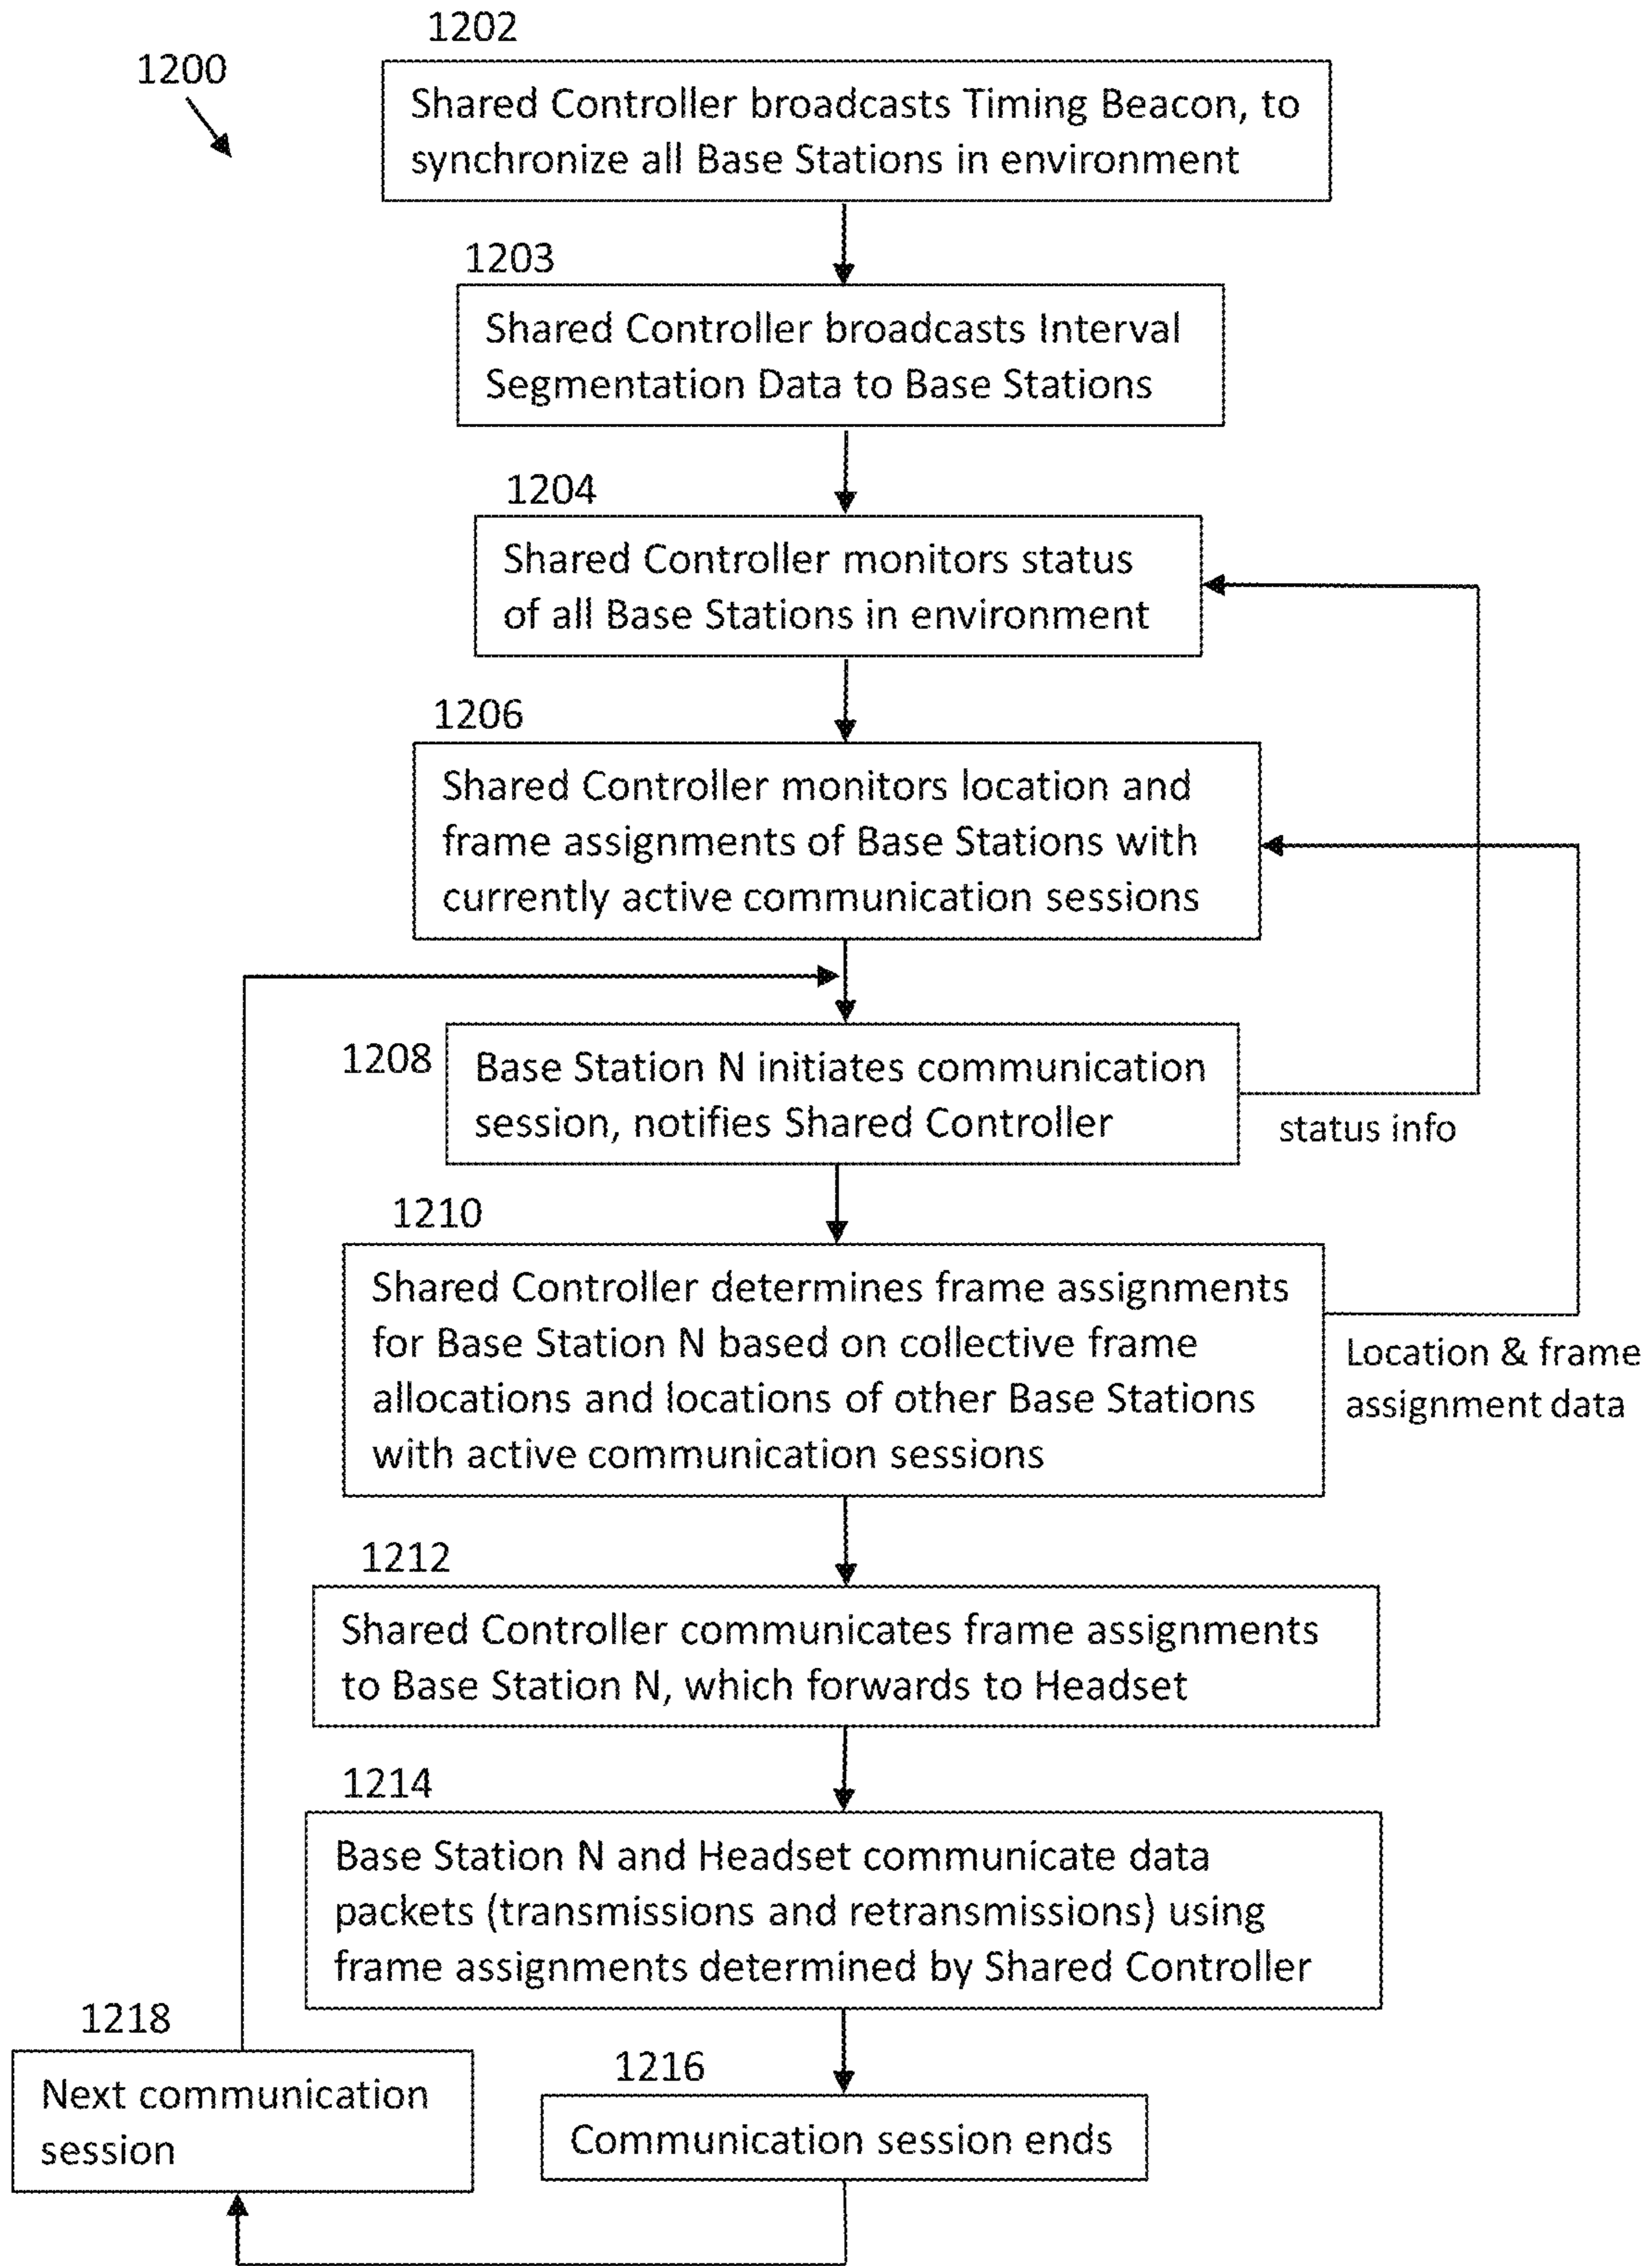 1200
1202
Shared Controller broadcasts Timing Beacon, to
synchronize all Base Stations in environment
1203
Shared Controller broadcasts Interval
Segmentation Data to Base Stations
1204
Shared Controller monitors status
of all Base Stations in environment
1206
Shared Controller monitors location and
frame assignments of Base Stations with
currently active communication sessions
1208
Base Station N initiates communication
session, notifies Shared Controller
status info
1210
Shared Controller determines frame assignments
for Base Station N based on collective frame
allocations and locations of other Base Stations
with active communication sessions
Location & frame
assignment data
1212
Shared Controller communicates frame assignments
to Base Station N, which forwards to Headset
1214
Base Station N and Headset communicate data
packets (transmissions and retransmissions) using
frame assignments determined by Shared Controller
1216
Communication session ends
1218
Next communication
session